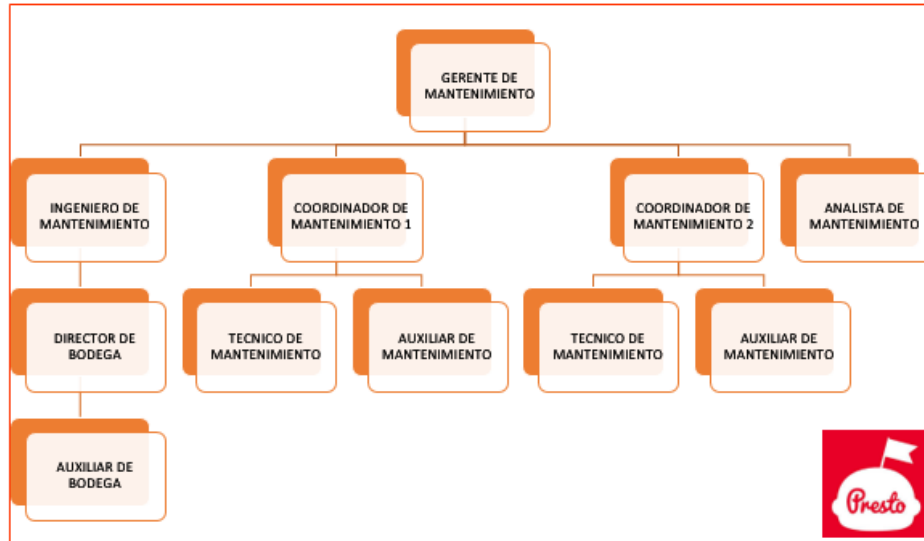 GERENTE DE
MANTENIMIENTO
INGENIERO DE
MANTENIMIENTO
COORDINADOR DE
MANTENIMIENTO 1
COORDINADOR DE
MANTENIMIENTO 2
ANALISTA DE
MANTENIMIENTO
DIRECTOR DE
BODEGA
TECNICO DE
MANTENIMIENTO
AUXILIAR DE
MANTENIMIENTO
TECNICO DE
MANTENIMIENTO
AUXILIAR DE
MANTENIMIENTO
AUXILIAR DE
BODEGA
Presto